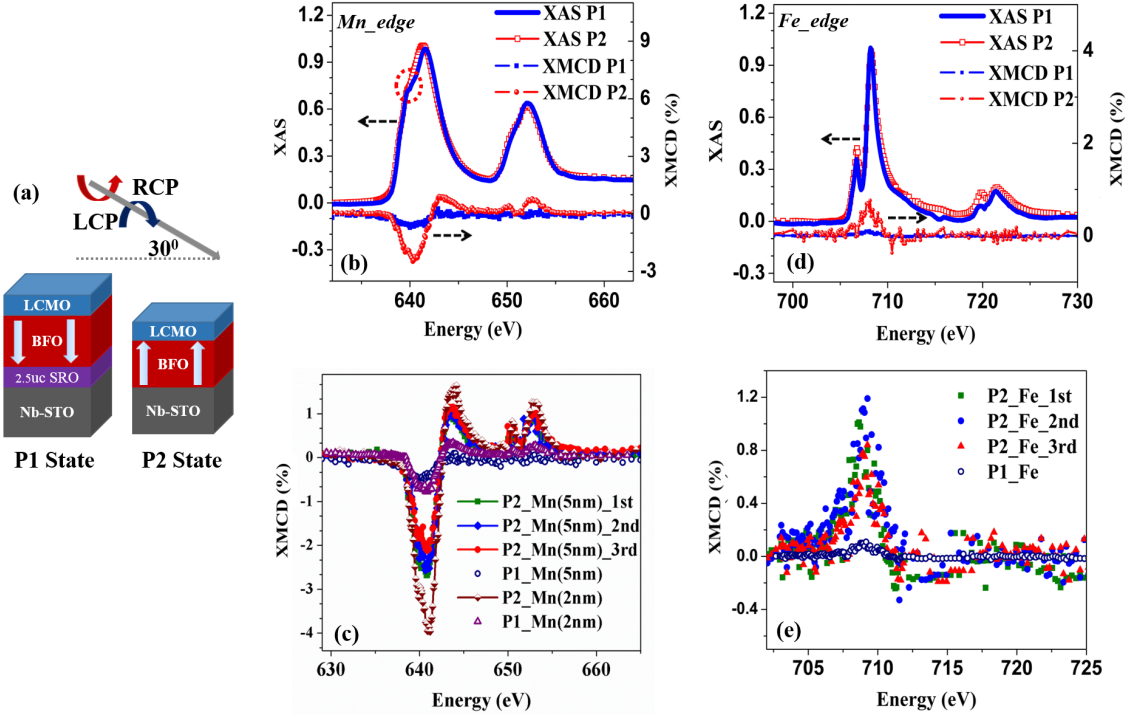 (a)
RCP
LCP
30⁰
LCMO
BFO
2.5uc SRO
Nb-STO
P1 State
LCMO
BFO
Nb-STO
P2 State
Mn_edge
XAS P1
XAS P2
XMCD P1
XMCD P2
1.2
0.9
0.6
0.3
0.0
-0.3
XAS
9
6
3
0
-3
XMCD (%)
(b)
640
650
660
Energy (eV)
Fe_edge
XAS P1
XAS P2
XMCD P1
XMCD P2
1.2
0.9
0.6
0.3
0.0
-0.3
XAS
4
2
0
XMCD (%)
(d)
700
710
720
730
Energy (eV)
1
0
-1
-2
-3
-4
XMCD (%)
P2_Mn(5nm)_1st
P2_Mn(5nm)_2nd
P2_Mn(5nm)_3rd
P1_Mn(5nm)
P2_Mn(2nm)
P1_Mn(2nm)
(c)
630
640
650
660
Energy (eV)
1.2
0.8
0.4
0.0
-0.4
XMCD (%)
P2_Fe_1st
P2_Fe_2nd
P2_Fe_3rd
P1_Fe
(e)
705
710
715
720
725
Energy (eV)